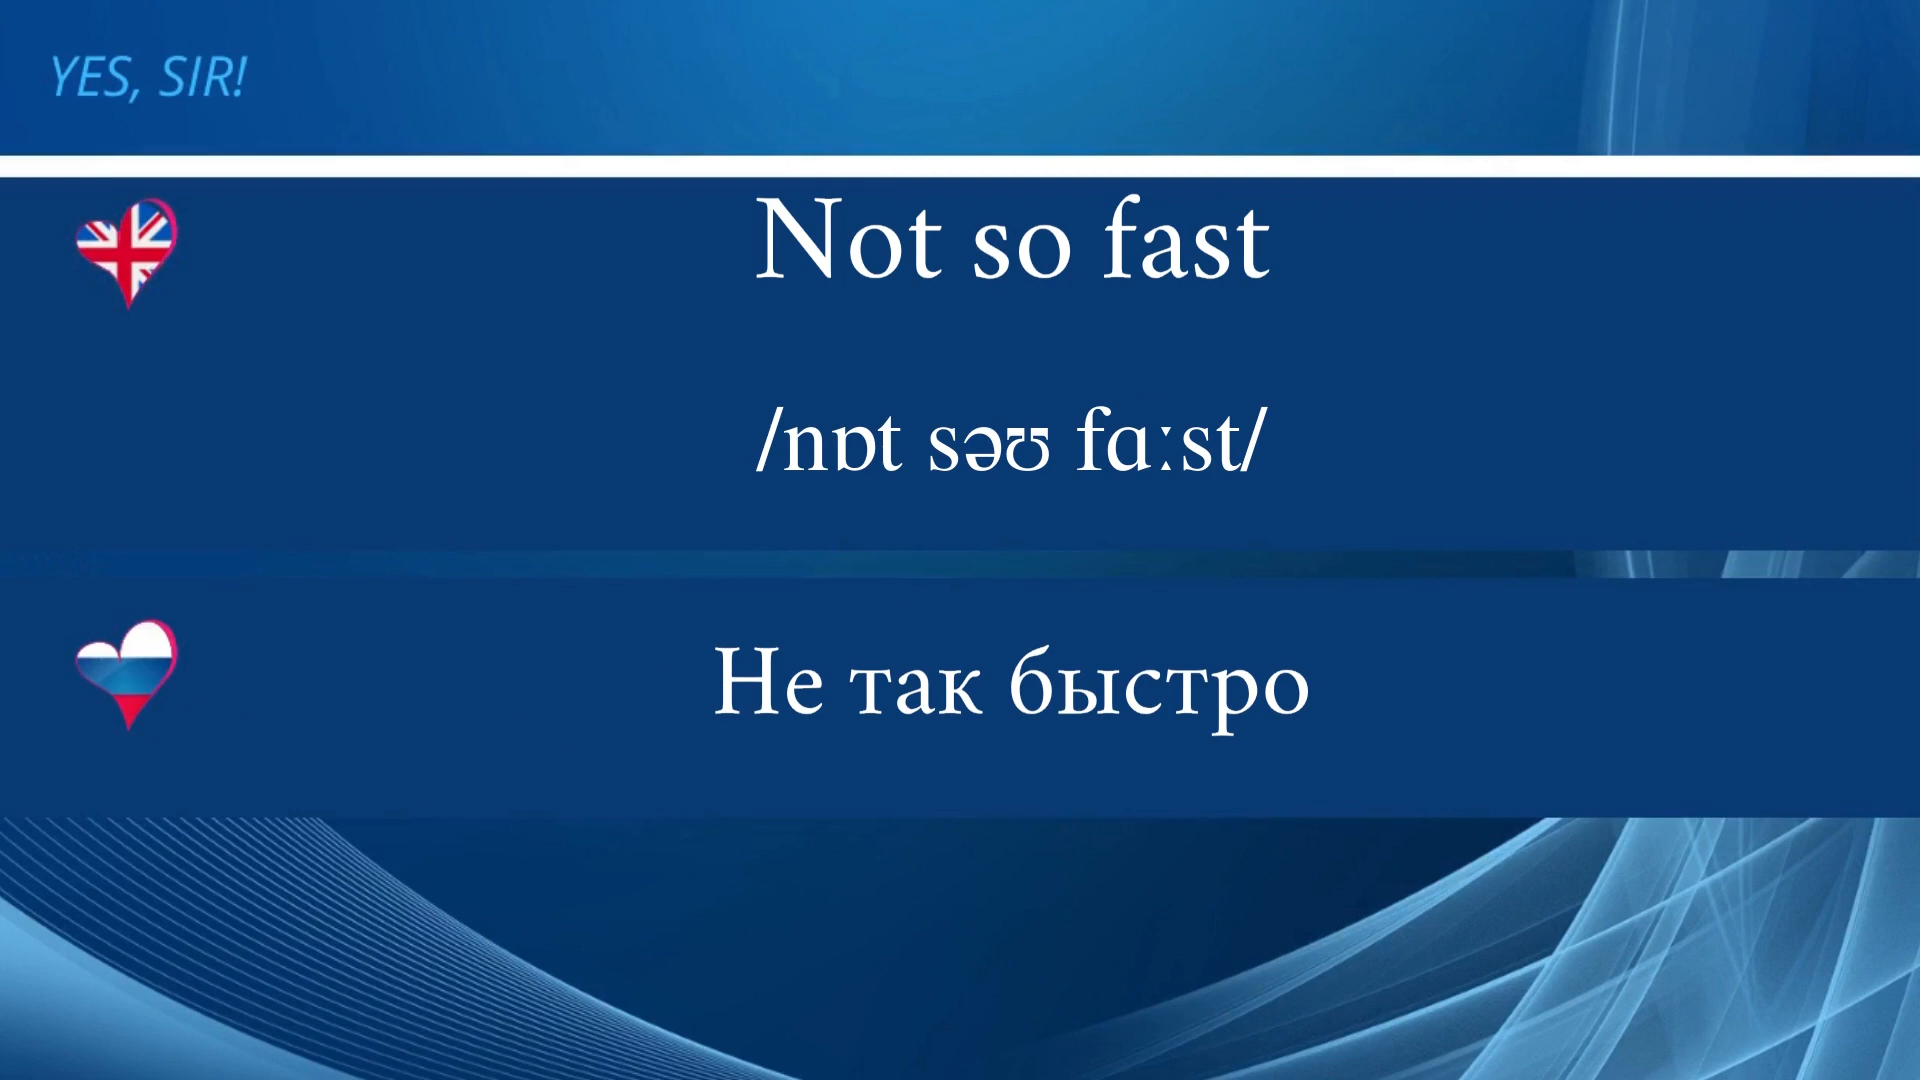 YES, SIR!
Not so fast
/nɒt səʊ fɑːst/
Не так быстро